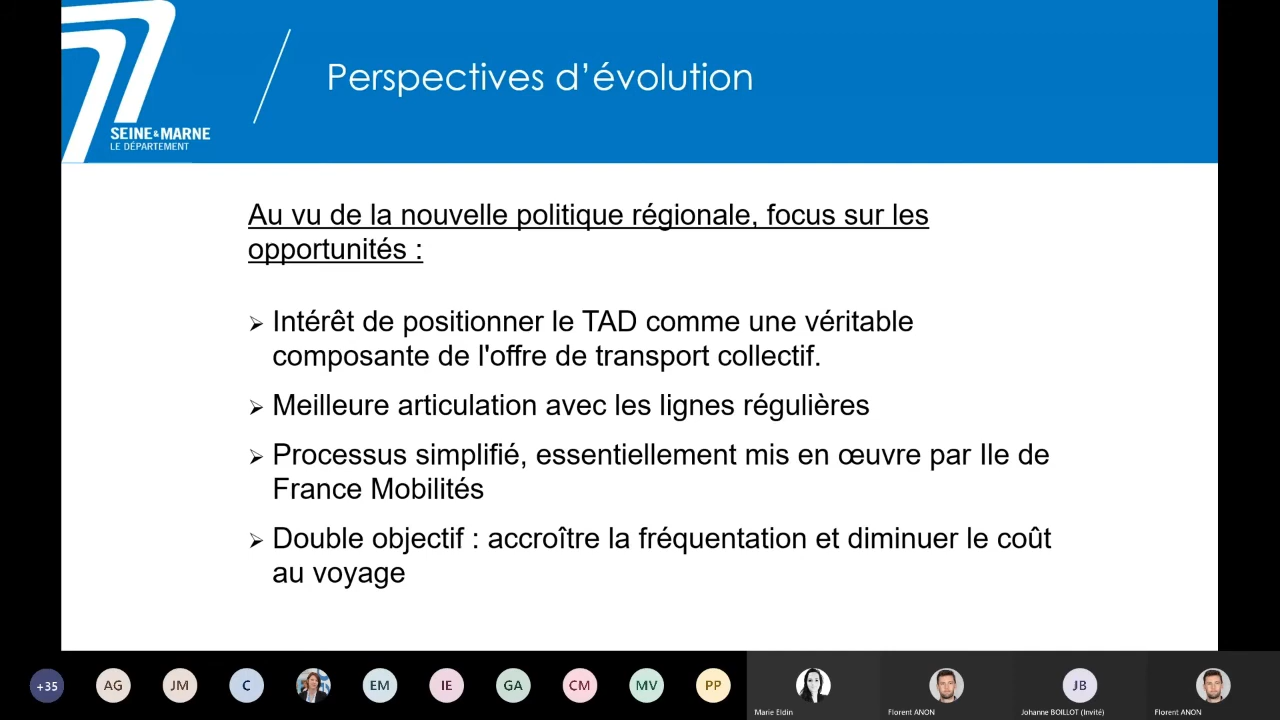 77
SEINE&MARNE
LE DÉPARTEMENT
Perspectives d'évolution
Au vu de la nouvelle politique régionale, focus sur les
opportunités :
Intérêt de positionner le TAD comme une véritable
composante de l'offre de transport collectif.
Meilleure articulation avec les lignes régulières
Processus simplifié, essentiellement mis en œuvre par Ile de
France Mobilités
Double objectif : accroître la fréquentation et diminuer le coût
au voyage
+35 AG JM C EM IE GA CM MV PP JB
Marie Eldin Florent ANON Johanne BOILLOT (Invité) Florent ANON